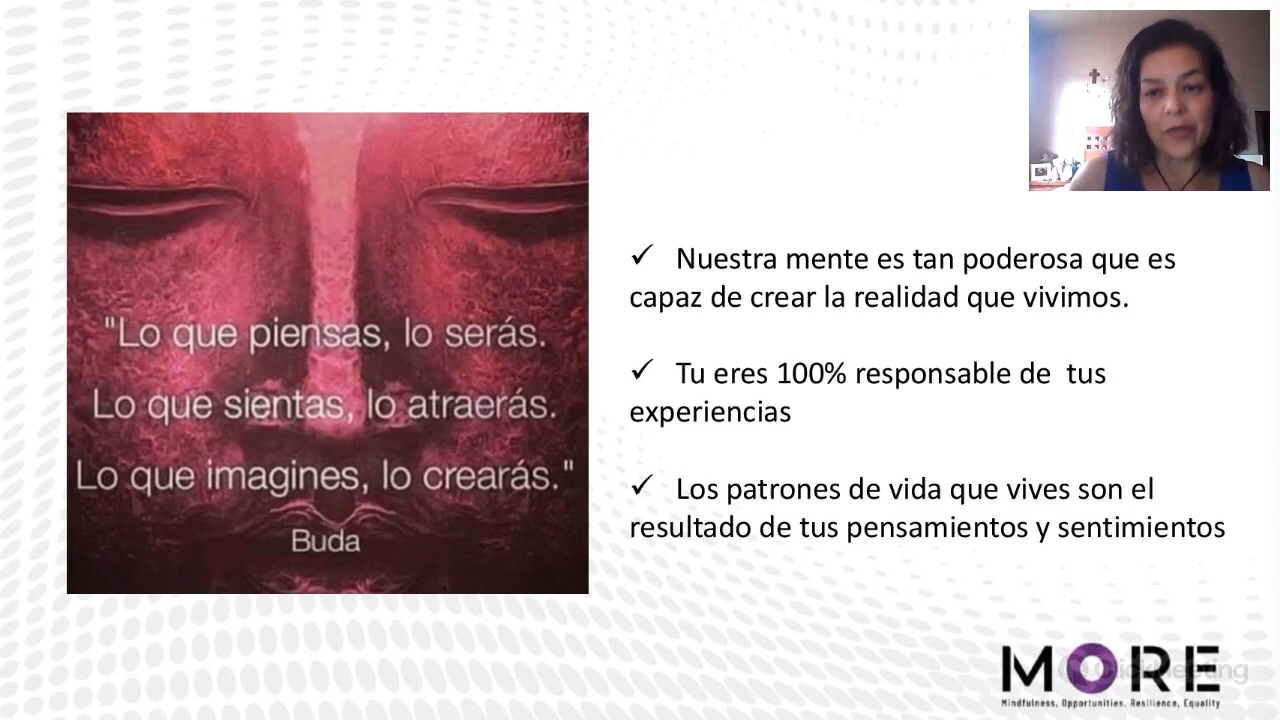 "Lo que piensas, lo serás.
Lo que sientas, lo atraerás.
Lo que imagines, lo crearás."
Buda
✓ Nuestra mente es tan poderosa que es
capaz de crear la realidad que vivimos.
✓ Tu eres 100% responsable de tus
experiencias
✓ Los patrones de vida que vives son el
resultado de tus pensamientos y sentimientos
MORE
ClickMeeting
Mindfulness, Opportunities, Resilience, Equality